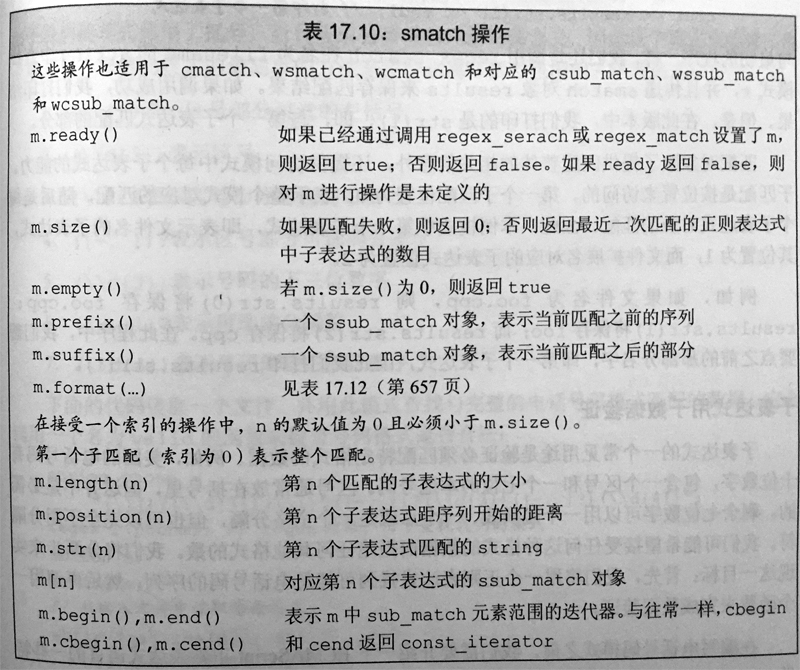 表 17.10：smatch 操作
这些操作也适用于 cmatch、wsmatch、wcmatch 和对应的 csub_match、wssub_match
和 wcsub_match。
m.ready() 如果已经通过调用 regex_serach 或 regex_match 设置了 m，
则返回 true；否则返回 false。如果 ready 返回 false，则
对 m 进行操作是未定义的
m.size() 如果匹配失败，则返回 0；否则返回最近一次匹配的正则表达式
中子表达式的数目
m.empty() 若 m.size() 为 0，则返回 true
m.prefix() 一个 ssub_match 对象，表示当前匹配之前的序列
m.suffix() 一个 ssub_match 对象，表示当前匹配之后的部分
m.format(…) 见表 17.12（第 657 页）
在接受一个索引的操作中，n 的默认值为 0 且必须小于 m.size()。
第一个子匹配（索引为 0）表示整个匹配。
m.length(n) 第 n 个匹配的子表达式的大小
m.position(n) 第 n 个子表达式距序列开始的距离
m.str(n) 第 n 个子表达式匹配的 string
m[n] 对应第 n 个子表达式的 ssub_match 对象
m.begin(),m.end() 表示 m 中 sub_match 元素范围的迭代器。与往常一样，cbegin
m.cbegin(),m.cend() 和 cend 返回 const_iterator